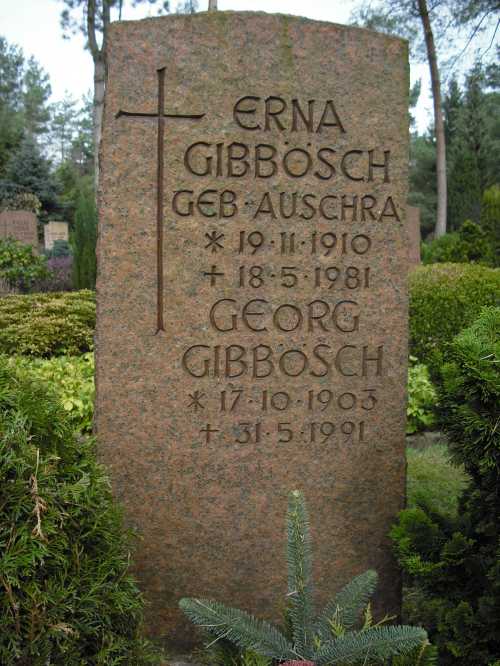 ERNA
GIBBÖSCH
GEB·AUSCHRA
* 19·11·1910
+ 18·5·1981
GEORG
GIBBÖSCH
* 17·10·1903
+ 31·5·1991